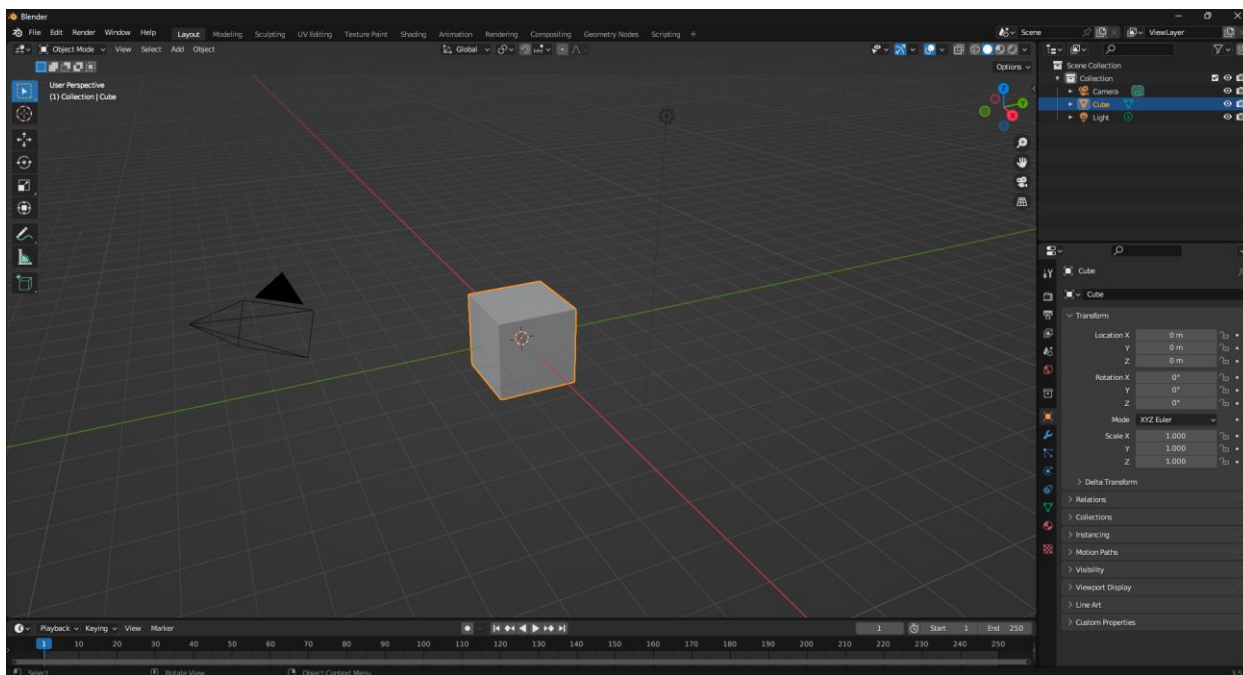 Blender
File Edit Render Window Help Layout Modeling Sculpting UV Editing Texture Paint Shading Animation Rendering Compositing Geometry Nodes Scripting + Scene ViewLayer
Object Mode View Select Add Object Global
Options
User Perspective
(1) Collection | Cube
Z
Y
X
Scene Collection
Collection
Camera
Cube
Light
Cube
Cube
Transform
Location X 0 m
Y 0 m
Z 0 m
Rotation X 0°
Y 0°
Z 0°
Mode XYZ Euler
Scale X 1.000
Y 1.000
Z 1.000
Delta Transform
Relations
Collections
Instancing
Motion Paths
Visibility
Viewport Display
Line Art
Custom Properties
Playback Keying View Marker 1 Start 1 End 250
1 10 20 30 40 50 60 70 80 90 100 110 120 130 140 150 160 170 180 190 200 210 220 230 240 250
Select Rotate View Object Context Menu 3.5